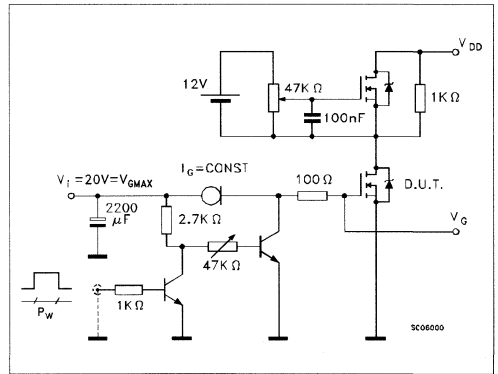 V DD
12V
47K Ω
1K Ω
100nF
I G = CONST
V i = 20V = V GMAX
100 Ω
D.U.T.
2200
μF
2.7K Ω
V G
47K Ω
1K Ω
P W
SC06000